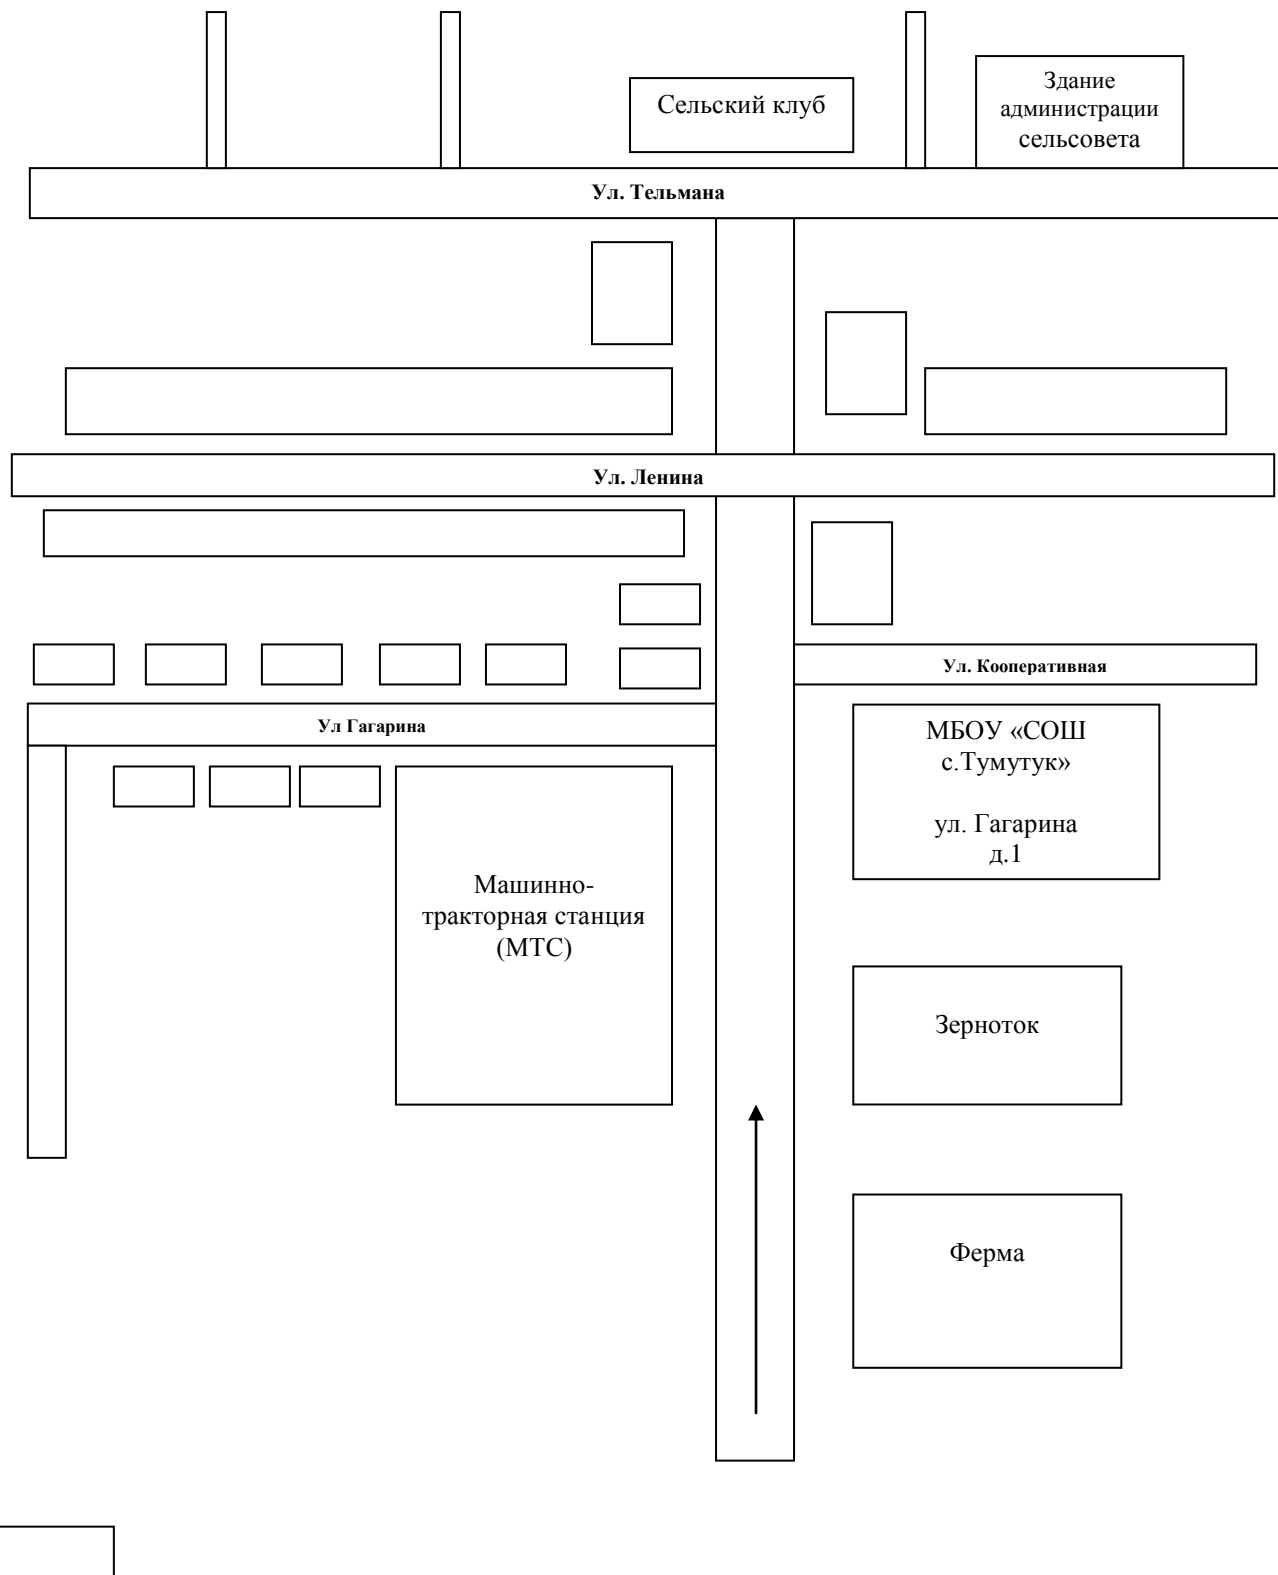 Сельский клуб
Здание
администрации
сельсовета
Ул. Тельмана
Ул. Ленина
Ул. Кооперативная
Ул Гагарина
МБОУ «СОШ
с.Тумутук»
ул. Гагарина
д.1
Машинно-
тракторная станция
(МТС)
Зерноток
Ферма